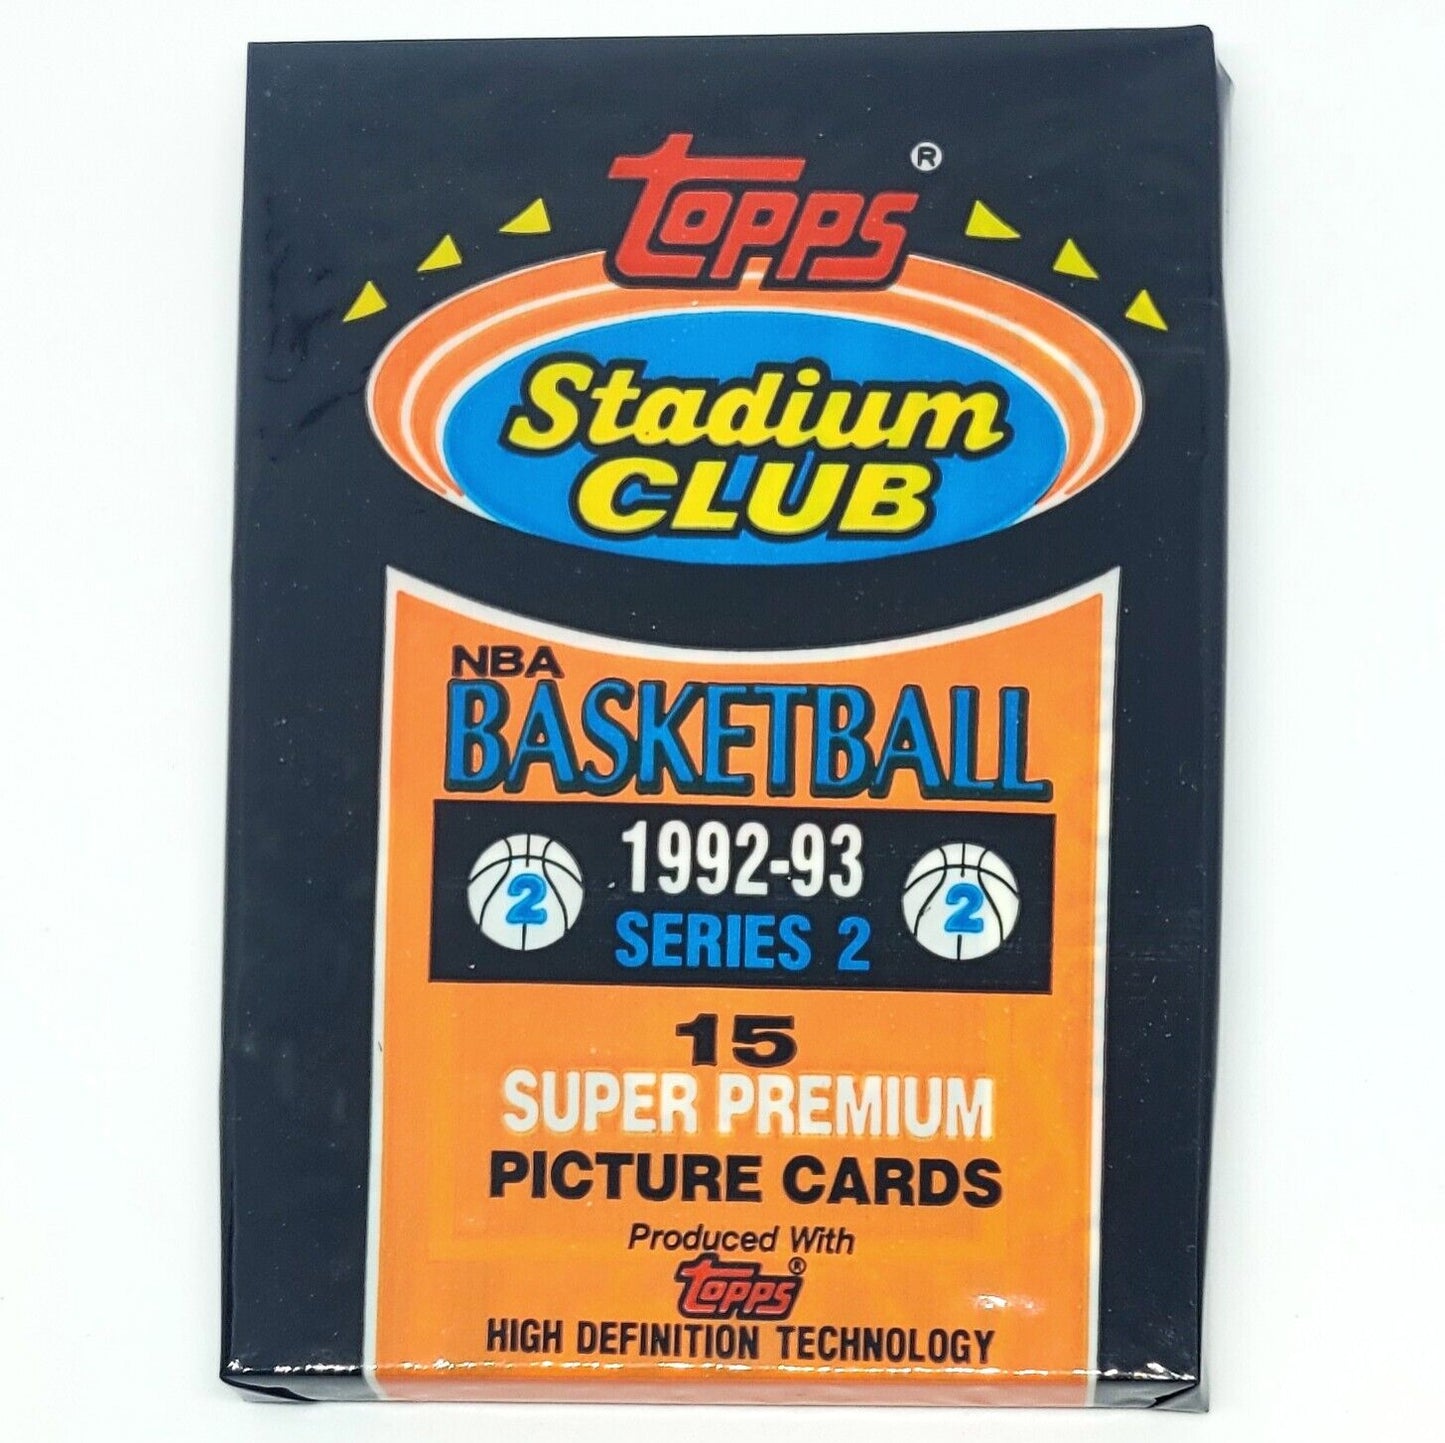 Topps ®
Stadium
CLUB
NBA
BASKETBALL
2 1992-93 2
SERIES 2
15
SUPER PREMIUM
PICTURE CARDS
Produced With
Topps ®
HIGH DEFINITION TECHNOLOGY